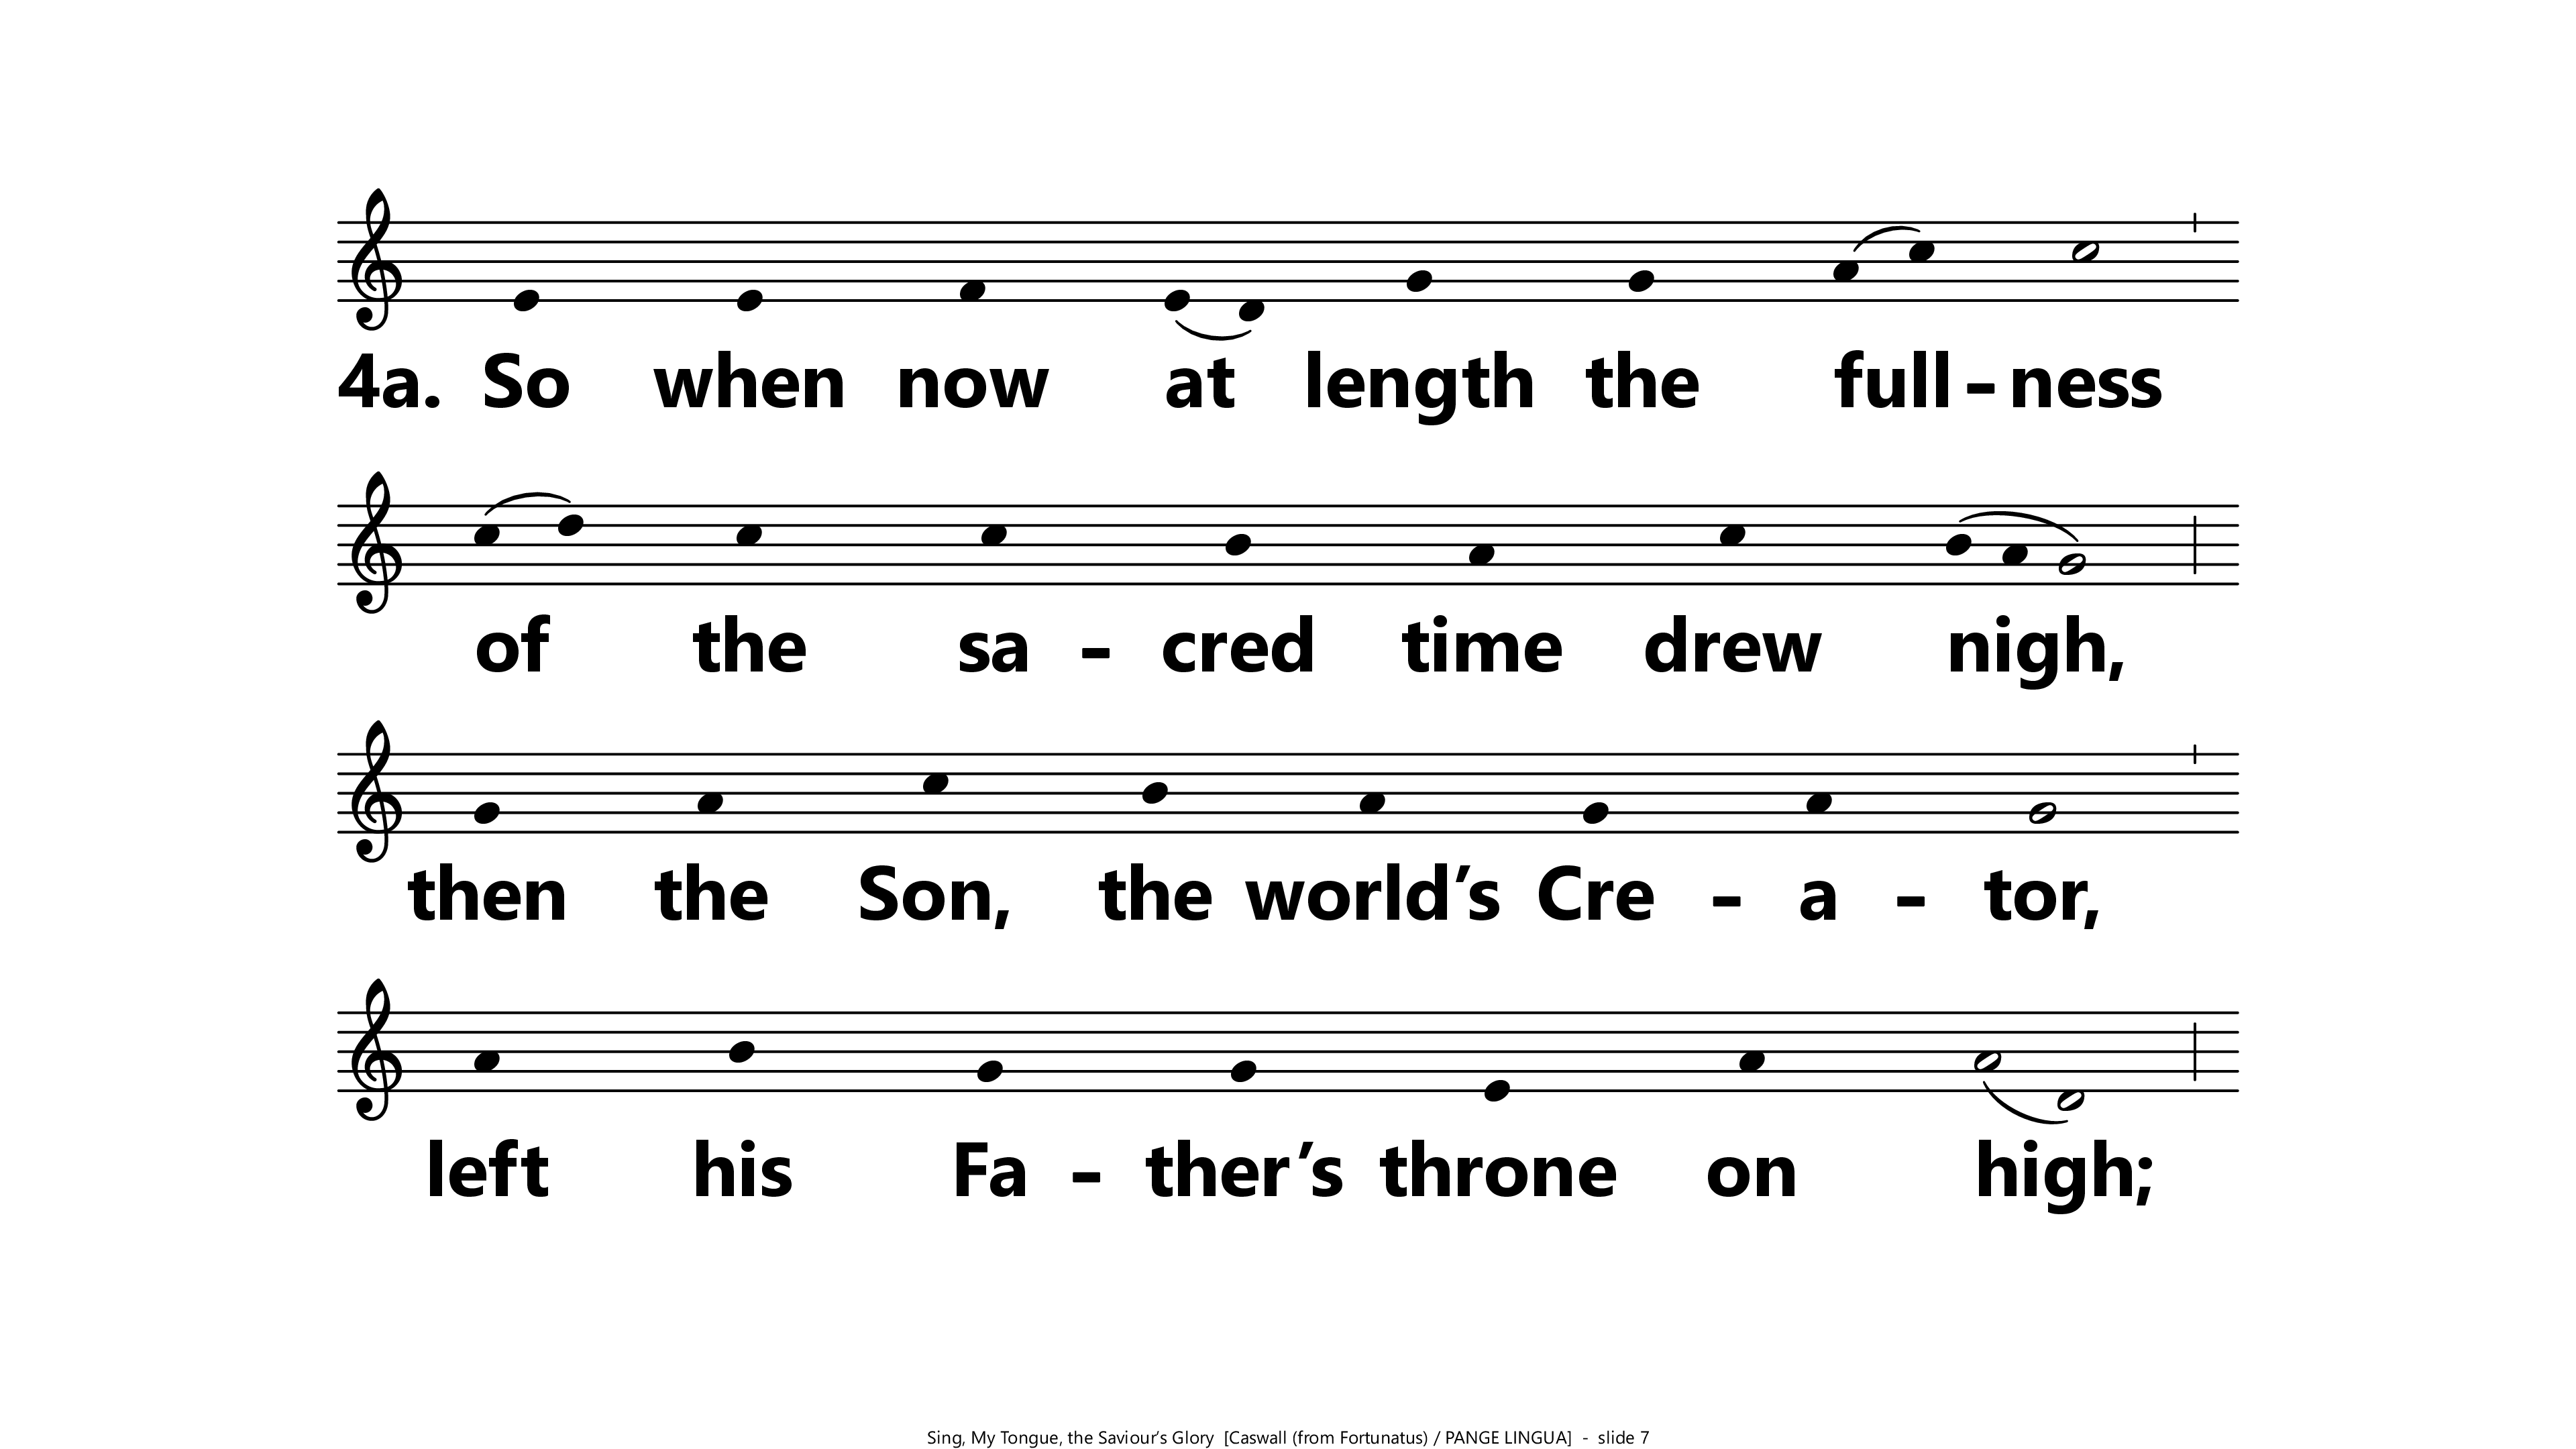 4a. So when now at length the full-ness
of the sa - cred time drew nigh,
then the Son, the world’s Cre - a - tor,
left his Fa - ther’s throne on high;
Sing, My Tongue, the Saviour’s Glory [Caswall (from Fortunatus) / PANGE LINGUA] - slide 7